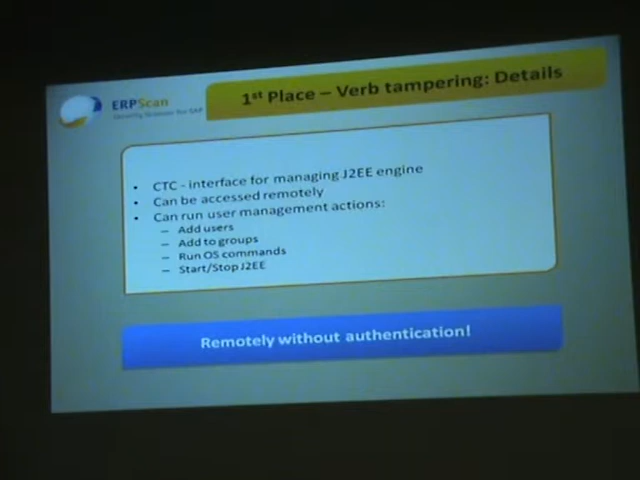 ERPScan
Security Scanner for SAP
1st Place – Verb tampering: Details
• CTC - interface for managing J2EE engine
• Can be accessed remotely
• Can run user management actions:
– Add users
– Add to groups
– Run OS commands
– Start/Stop J2EE
Remotely without authentication!